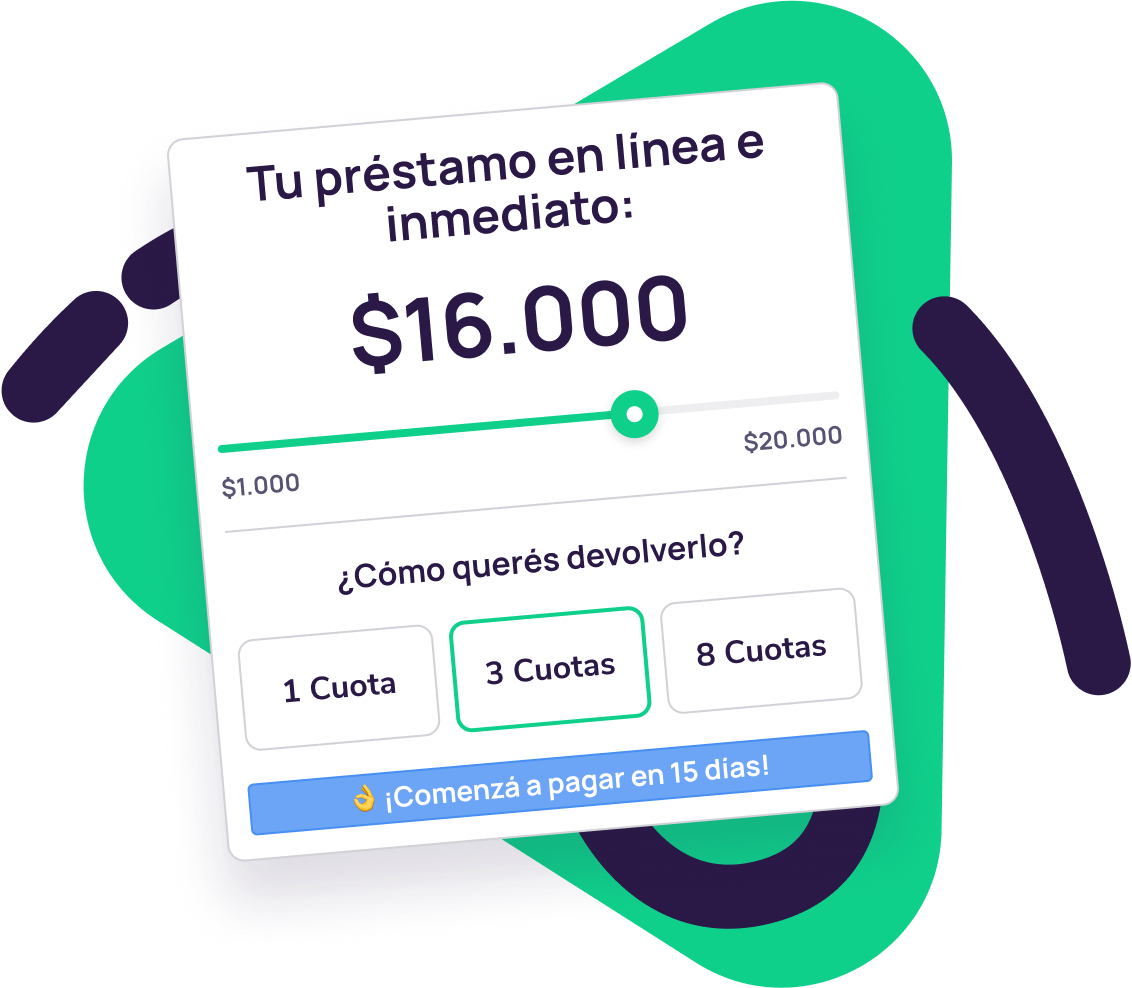 Tu préstamo en línea e
inmediato:
$16.000
$1.000
$20.000
¿Cómo querés devolverlo?
1 Cuota
3 Cuotas
8 Cuotas
👌 ¡Comenzá a pagar en 15 días!